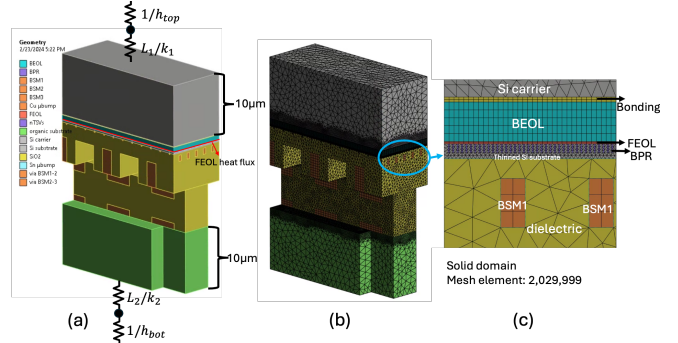 1/h_top
L_1/k_1
Geometry
2/23/2024 5:22 PM
BEOL
BPR
BSM1
BSM2
BSM3
Cu μbump
FEOL
nTSVs
organic substrate
Si carrier
Si substrate
SiO2
Sn μbump
via BSM1-2
via BSM2-3
10μm
FEOL heat flux
10μm
L_2/k_2
1/h_bot
(a)
(b)
Si carrier
Bonding
BEOL
FEOL
BPR
Thinned Si substrate
BSM1
BSM1
dielectric
Solid domain
Mesh element: 2,029,999
(c)